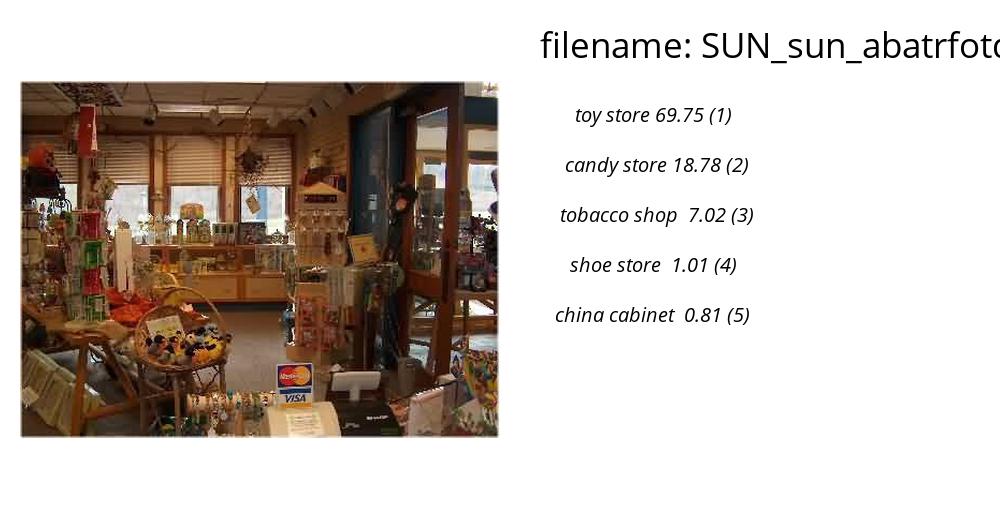 filename: SUN_sun_abatrfoto
toy store 69.75 (1)
candy store 18.78 (2)
tobacco shop 7.02 (3)
shoe store 1.01 (4)
china cabinet 0.81 (5)
MasterCard
VISA